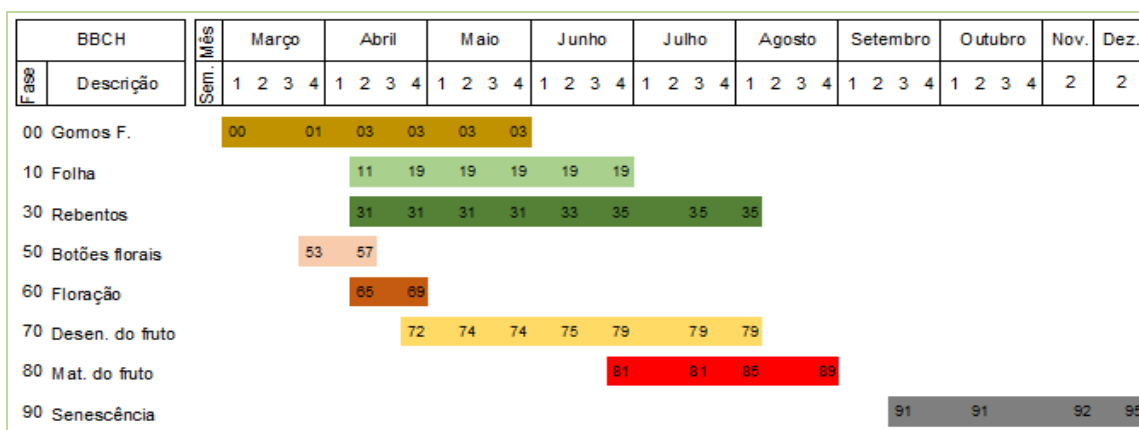 BBCH Mês Março Abril Maio Junho Julho Agosto Setembro Outubro Nov. Dez.
Fase Descrição Sem. 1 2 3 4 1 2 3 4 1 2 3 4 1 2 3 4 1 2 3 4 1 2 3 4 1 2 3 4 1 2 3 4 2 2
00 Gomos F. 00 01 03 03 03 03
10 Folha 11 19 19 19 19 19
30 Rebentos 31 31 31 31 33 35 35 35
50 Botões florais 53 57
60 Floração 65 69
70 Desen. do fruto 72 74 74 75 79 79 79
80 Mat. do fruto 81 81 85 89
90 Senescência 91 91 92 95